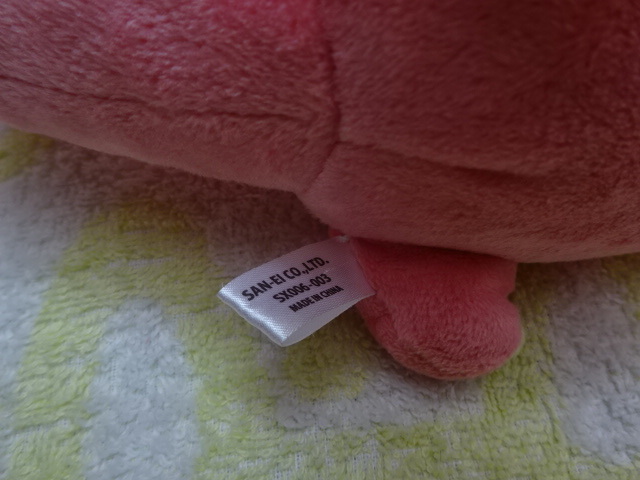 SAN-EI CO.,LTD.
SX006-003
MADE IN CHINA